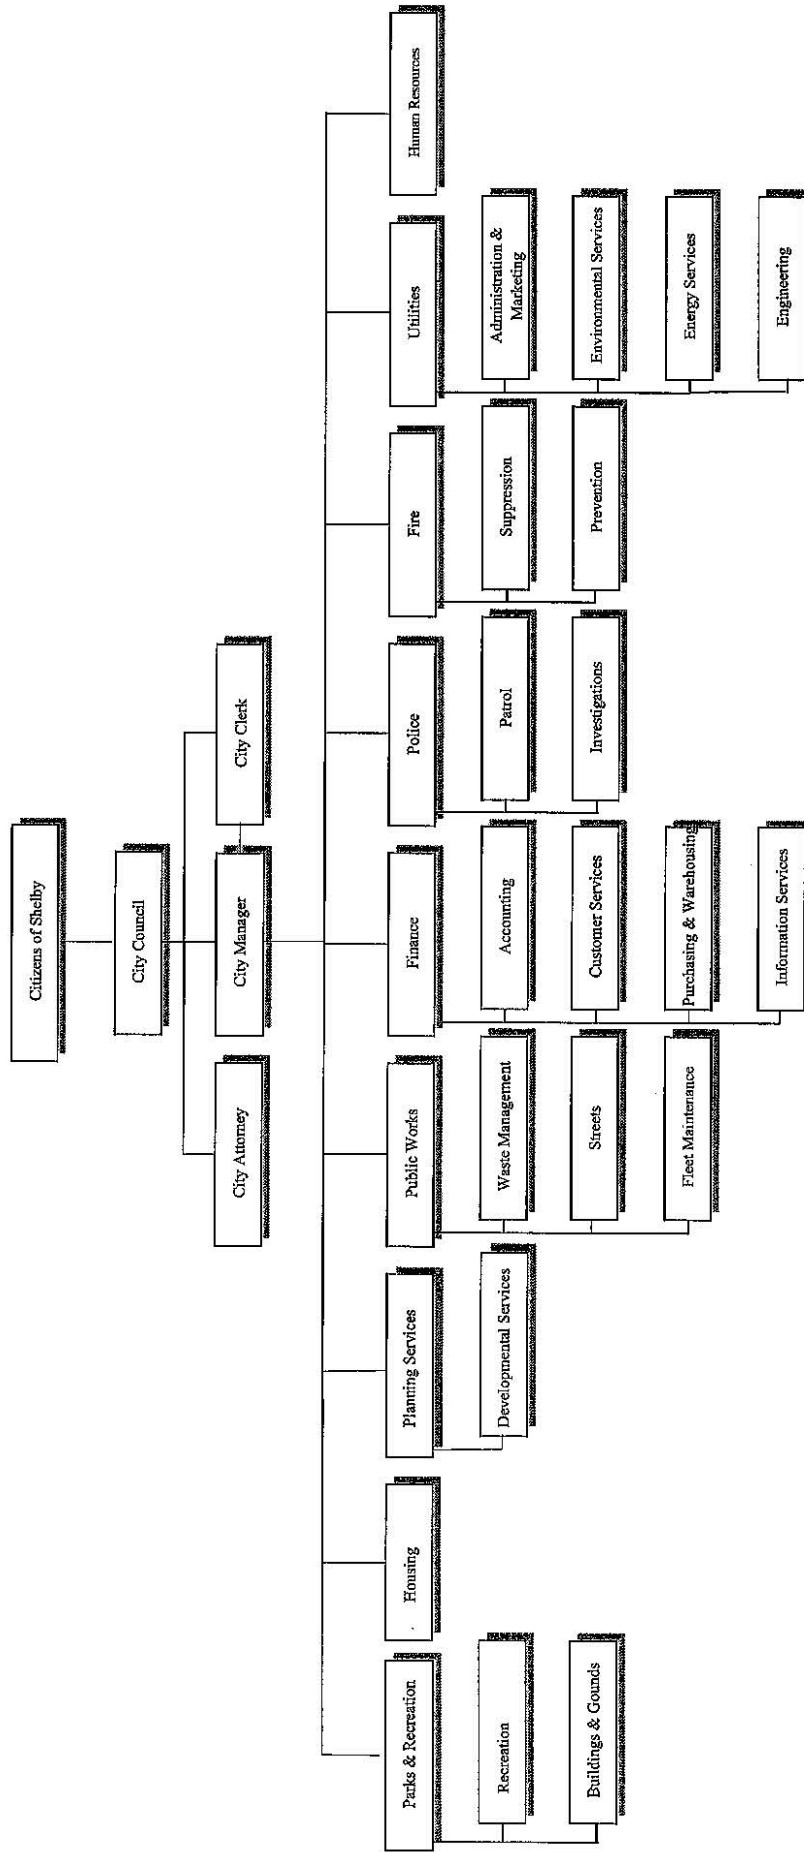 Citizens of Shelby
City Council
City Attorney
City Manager
City Clerk
Parks & Recreation
Housing
Planning Services
Public Works
Finance
Police
Fire
Utilities
Human Resources
Recreation
Developmental Services
Waste Management
Accounting
Patrol
Suppression
Administration &
Marketing
Buildings & Gounds
Streets
Customer Services
Investigations
Prevention
Environmental Services
Fleet Maintenance
Purchasing & Warehousing
Energy Services
Information Services
Engineering